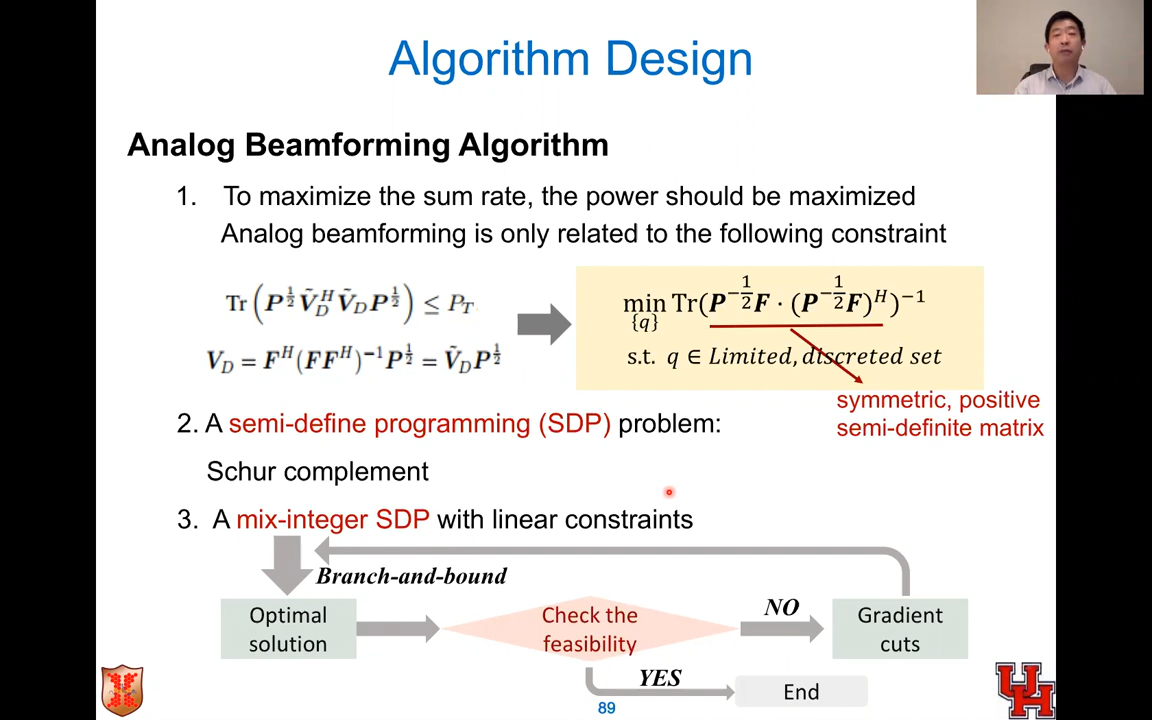 Algorithm Design
Analog Beamforming Algorithm
1. To maximize the sum rate, the power should be maximized
Analog beamforming is only related to the following constraint
Tr(P^{1/2} Ṽ_D^H Ṽ_D P^{1/2}) ≤ P_T
V_D = F^H(FF^H)^{-1}P^{1/2} = Ṽ_D P^{1/2}
min_{q} Tr(P^{-1/2}F · (P^{-1/2}F)^H)^{-1}
s.t. q ∈ Limited, discreted set
symmetric, positive
semi-definite matrix
2. A semi-define programming (SDP) problem:
Schur complement
3. A mix-integer SDP with linear constraints
Branch-and-bound
Optimal
solution
Check the
feasibility
NO
Gradient
cuts
YES
End
89
UH